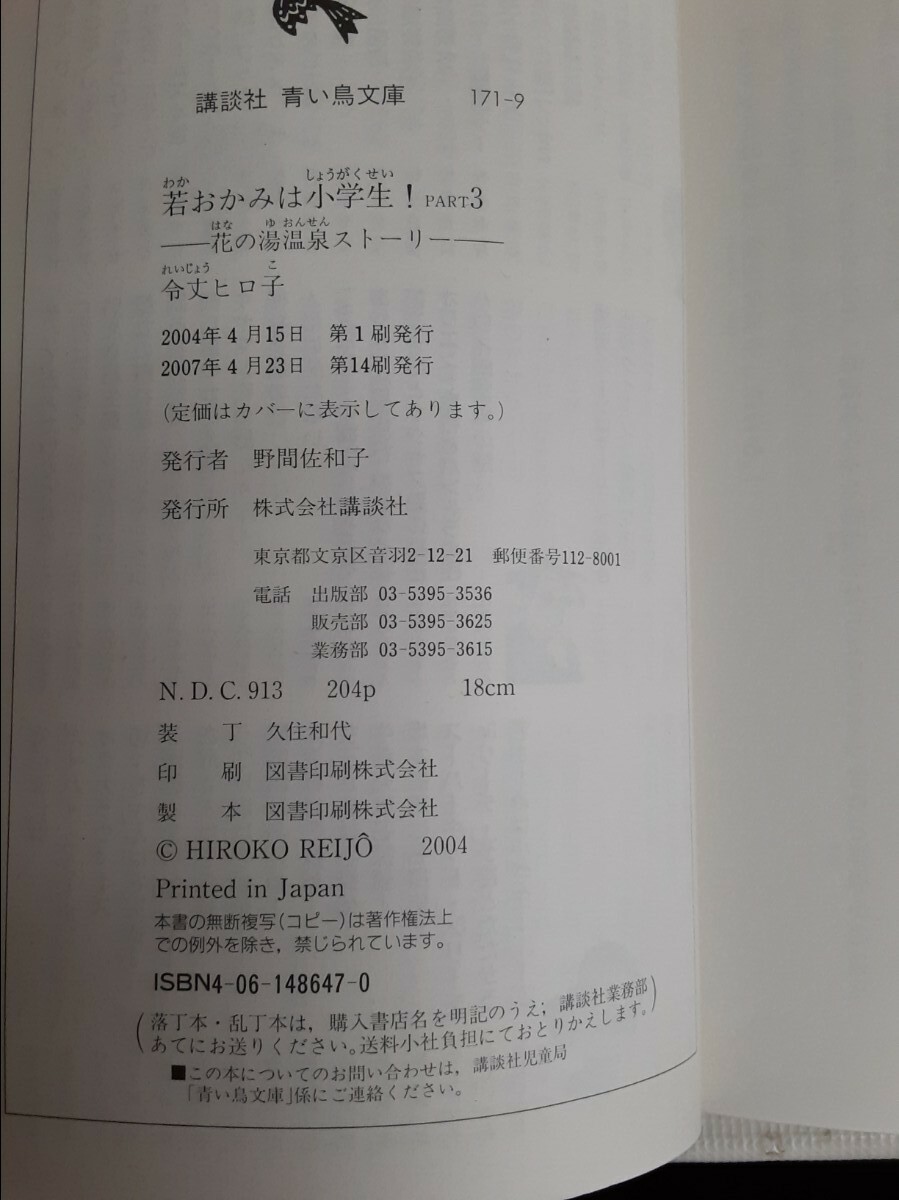 講談社 青い鳥文庫 171-9
わか しょうがくせい
若おかみは小学生！ PART3
はな ゆ おんせん
――花の湯温泉ストーリー――
れいじょう こ
令丈ヒロ子
2004年4月15日 第1刷発行
2007年4月23日 第14刷発行
(定価はカバーに表示してあります。)
発行者 野間佐和子
発行所 株式会社講談社
東京都文京区音羽2-12-21 郵便番号112-8001
電話 出版部 03-5395-3536
販売部 03-5395-3625
業務部 03-5395-3615
N.D.C.913 204p 18cm
装 丁 久住和代
印 刷 図書印刷株式会社
製 本 図書印刷株式会社
© HIROKO REIJÔ 2004
Printed in Japan
本書の無断複写(コピー)は著作権法上
での例外を除き，禁じられています。
ISBN4-06-148647-0
(落丁本・乱丁本は，購入書店名を明記のうえ，講談社業務部
あてにお送りください。送料小社負担にておとりかえします。)
■この本についてのお問い合わせは，講談社児童局
「青い鳥文庫」係にご連絡ください。